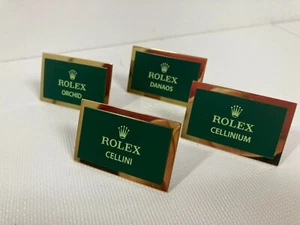 ROLEX
ORCHID
ROLEX
DANAOS
ROLEX
CELLINI
ROLEX
CELLINIUM